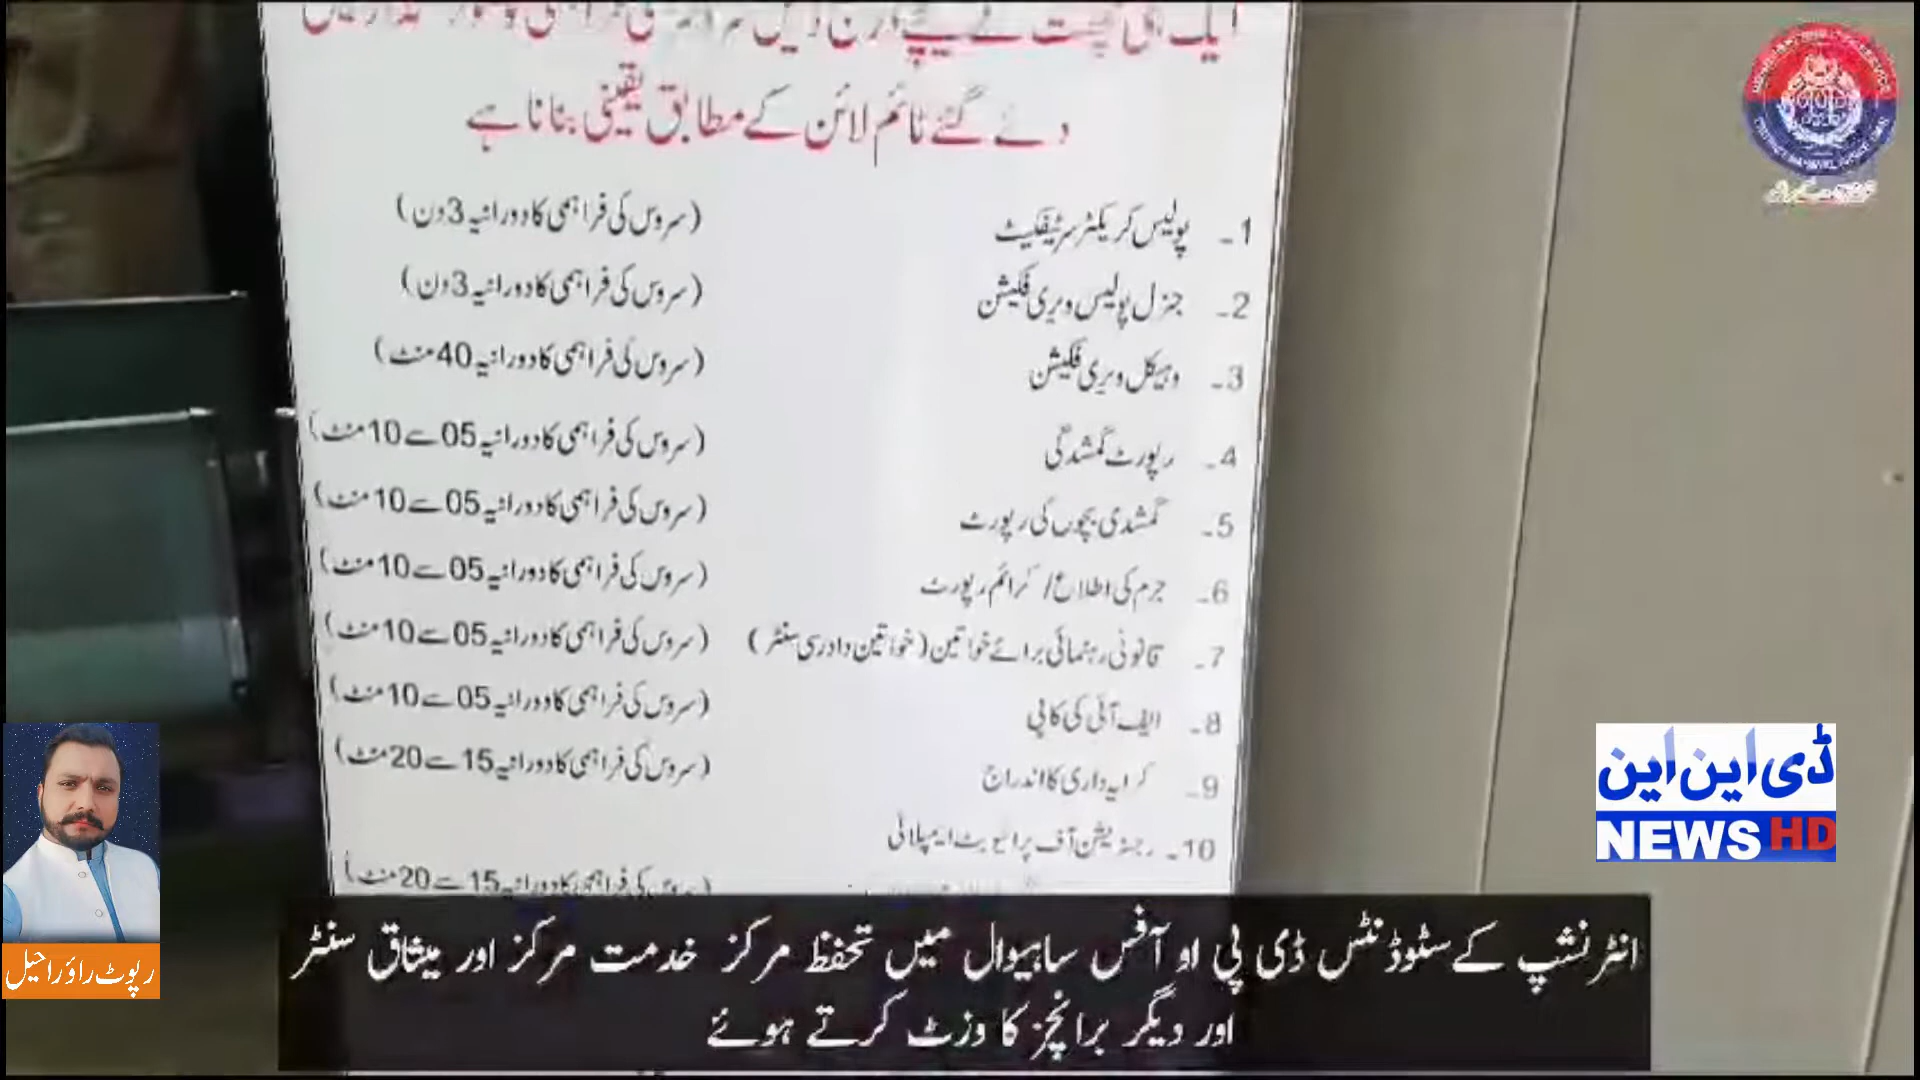 دئے گئے ٹائم لائن کے مطابق یقینی بنانا ہے
1۔ پولیس کریکٹر سرٹیفکیٹ (سروس کی فراہمی کا دورانیہ 3 دن)
2۔ جنرل پولیس ویری فکیشن (سروس کی فراہمی کا دورانیہ 3 دن)
3۔ وہیکل ویری فکیشن (سروس کی فراہمی کا دورانیہ 40 منٹ)
4۔ رپورٹ گمشدگی (سروس کی فراہمی کا دورانیہ 05 سے 10 منٹ)
5۔ گمشدی بچوں کی رپورٹ (سروس کی فراہمی کا دورانیہ 05 سے 10 منٹ)
6۔ جرم کی اطلاع / کرائم رپورٹ (سروس کی فراہمی کا دورانیہ 05 سے 10 منٹ)
7۔ قانونی رہنمائی برائے خواتین (خواتین دادرسی سنٹر) (سروس کی فراہمی کا دورانیہ 05 سے 10 منٹ)
8۔ ایف آئی کی کاپی (سروس کی فراہمی کا دورانیہ 05 سے 10 منٹ)
9۔ کرایہ داری کا اندراج (سروس کی فراہمی کا دورانیہ 15 سے 20 منٹ)
10۔ رجسٹریشن آف پرائیویٹ ایمپلائی
(سروس کی فراہمی کا دورانیہ 15 سے 20 منٹ)
ڈی این این
NEWS HD
رپوٹ راؤ راحیل
انٹرنشپ کے سٹوڈنٹس ڈی پی او آفس ساہیوال میں تحفظ مرکز خدمت مرکز اور میثاق سنٹر
اور دیگر برانچز کا وزٹ کرتے ہوئے